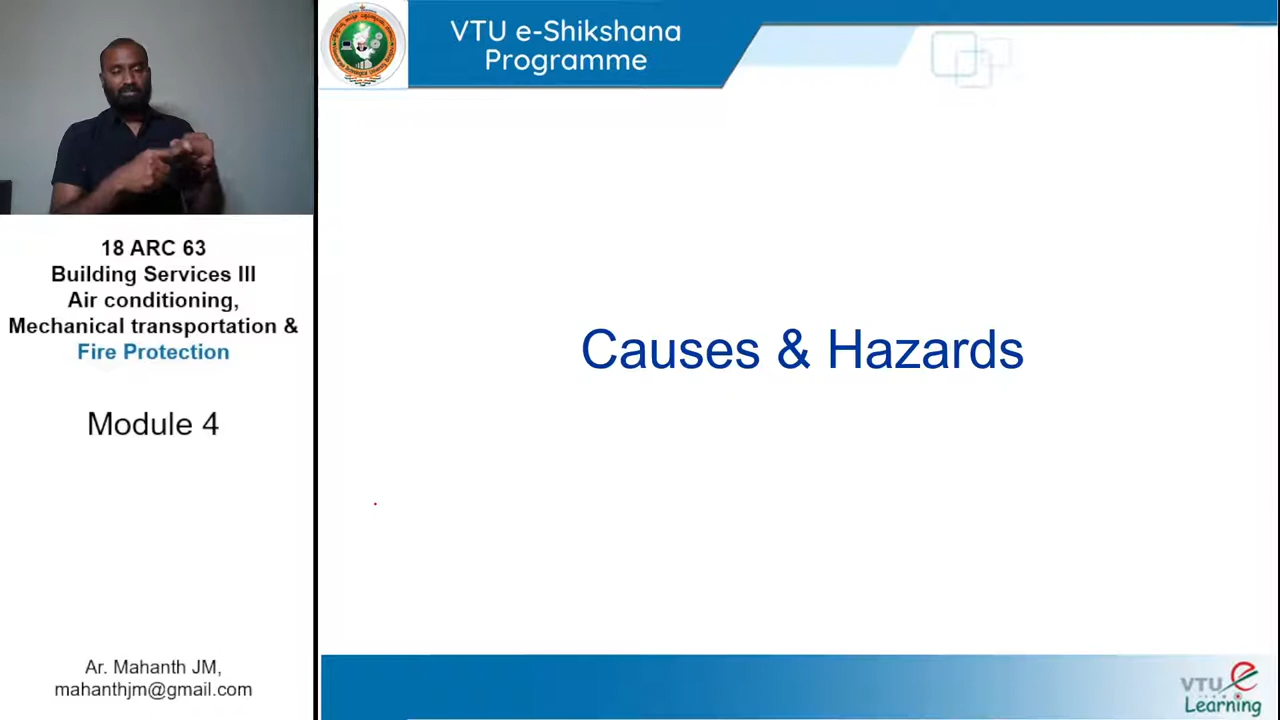 VTU e-Shikshana
Programme
18 ARC 63
Building Services III
Air conditioning,
Mechanical transportation &
Fire Protection
Module 4
Causes & Hazards
Ar. Mahanth JM,
mahanthjm@gmail.com
VTU e
Learning